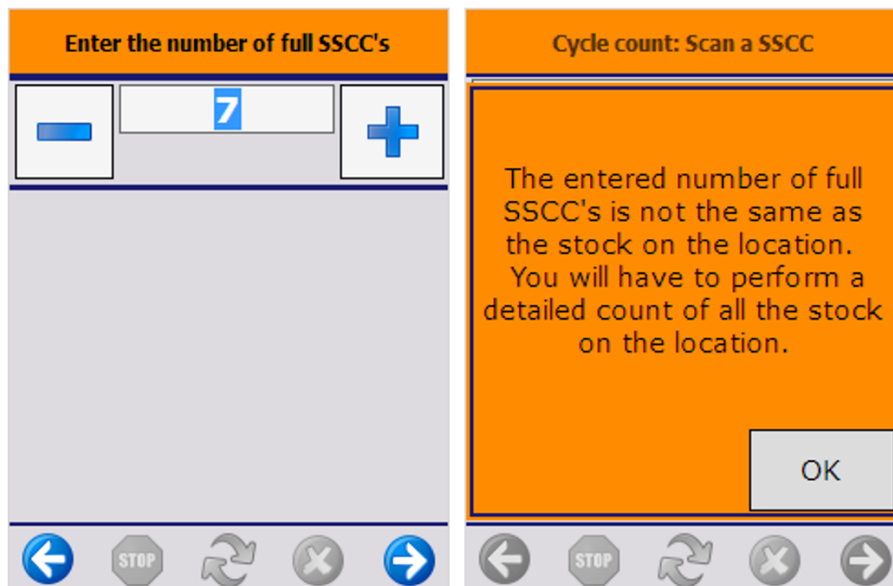 Enter the number of full SSCC's
7
STOP
Cycle count: Scan a SSCC
The entered number of full
SSCC's is not the same as
the stock on the location.
You will have to perform a
detailed count of all the stock
on the location.
OK
STOP